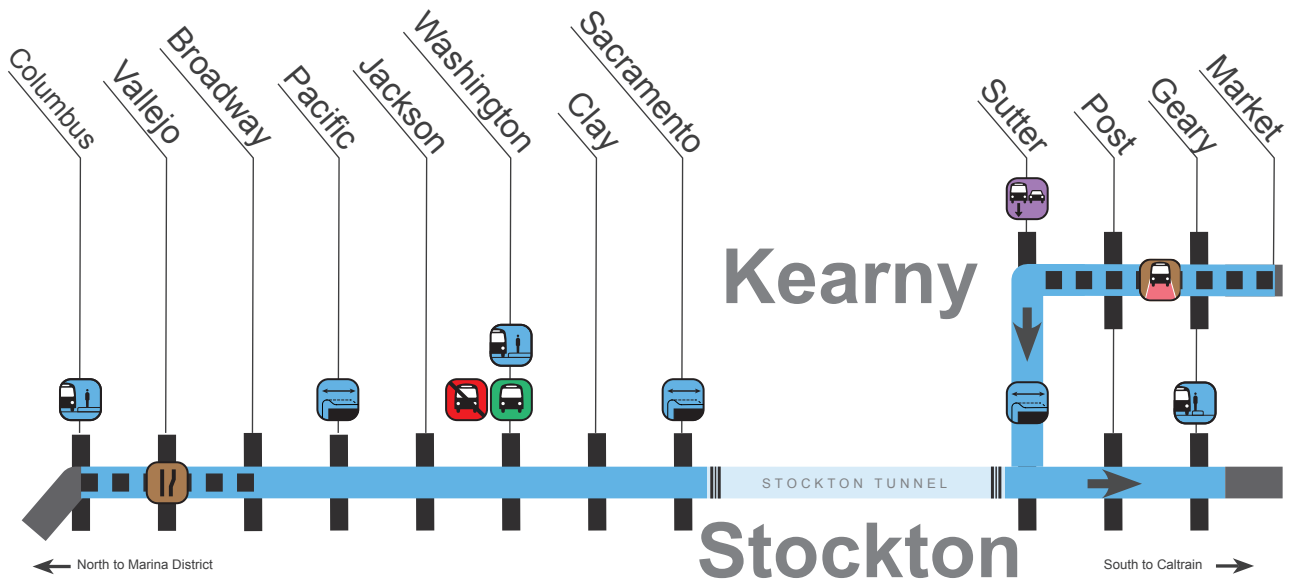 Columbus
Vallejo
Broadway
Pacific
Jackson
Washington
Clay
Sacramento
Sutter
Post
Geary
Market
Kearny
STOCKTON TUNNEL
Stockton
North to Marina District
South to Caltrain